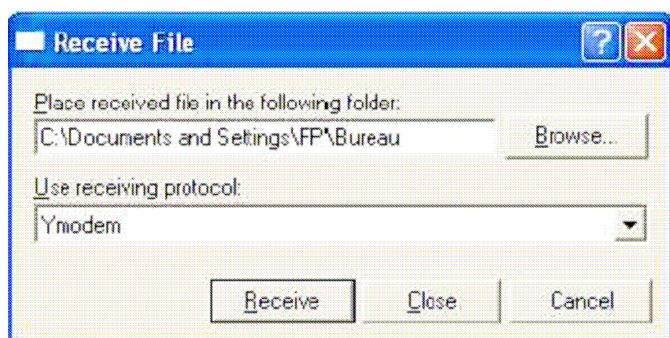 Receive File
Place received file in the following folder:
C:\Documents and Settings\FP\Bureau
Browse...
Use receiving protocol:
Ymodem
Receive
Close
Cancel